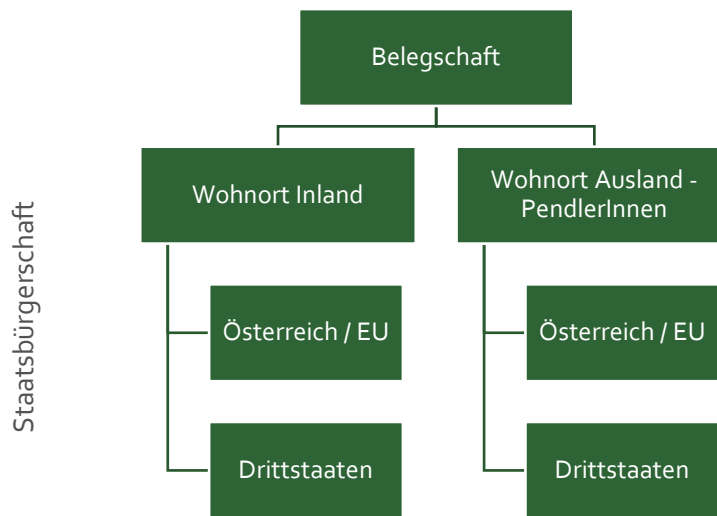 Belegschaft
Wohnort Inland
Wohnort Ausland -
PendlerInnen
Staatsbürgerschaft
Österreich / EU
Österreich / EU
Drittstaaten
Drittstaaten